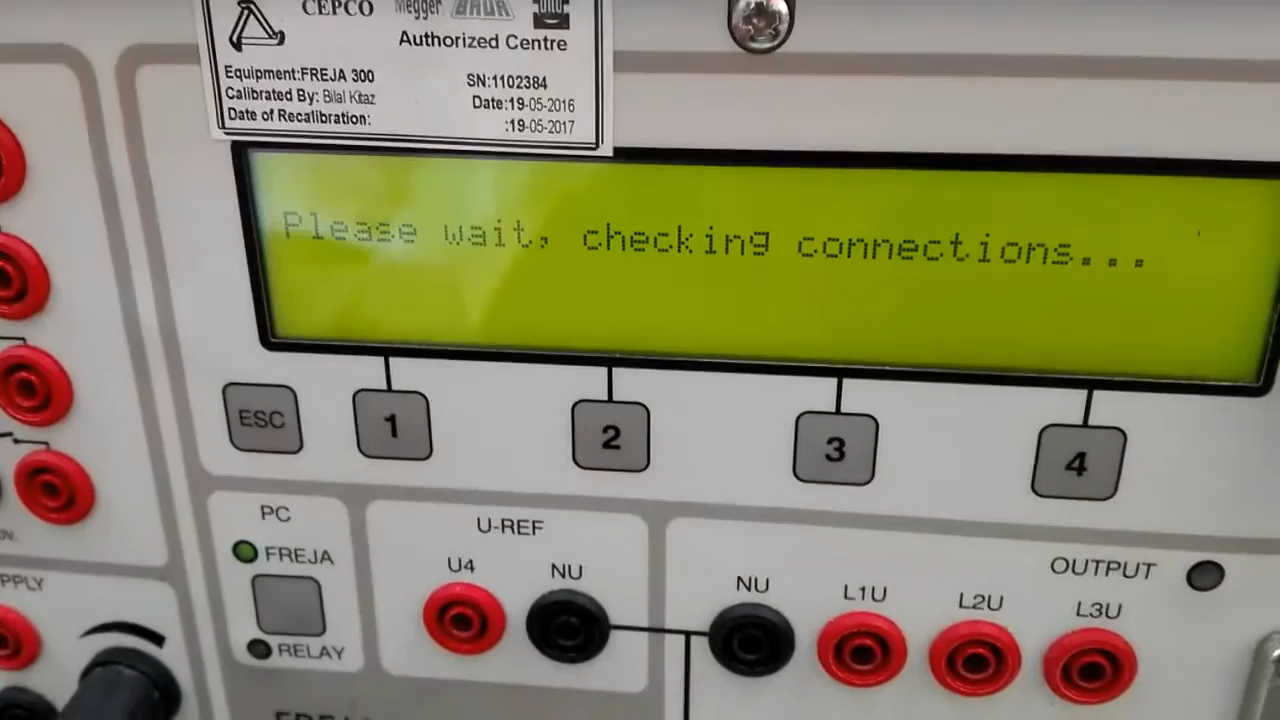 CEPCO Megger BAUR
Authorized Centre
Equipment:FREJA 300 SN:1102384
Calibrated By: Bilal Kitaz Date:19-05-2016
Date of Recalibration: :19-05-2017
Please wait, checking connections...
ESC 1 2 3 4
PC
FREJA
RELAY
U-REF
U4 NU
OUTPUT
NU L1U L2U L3U